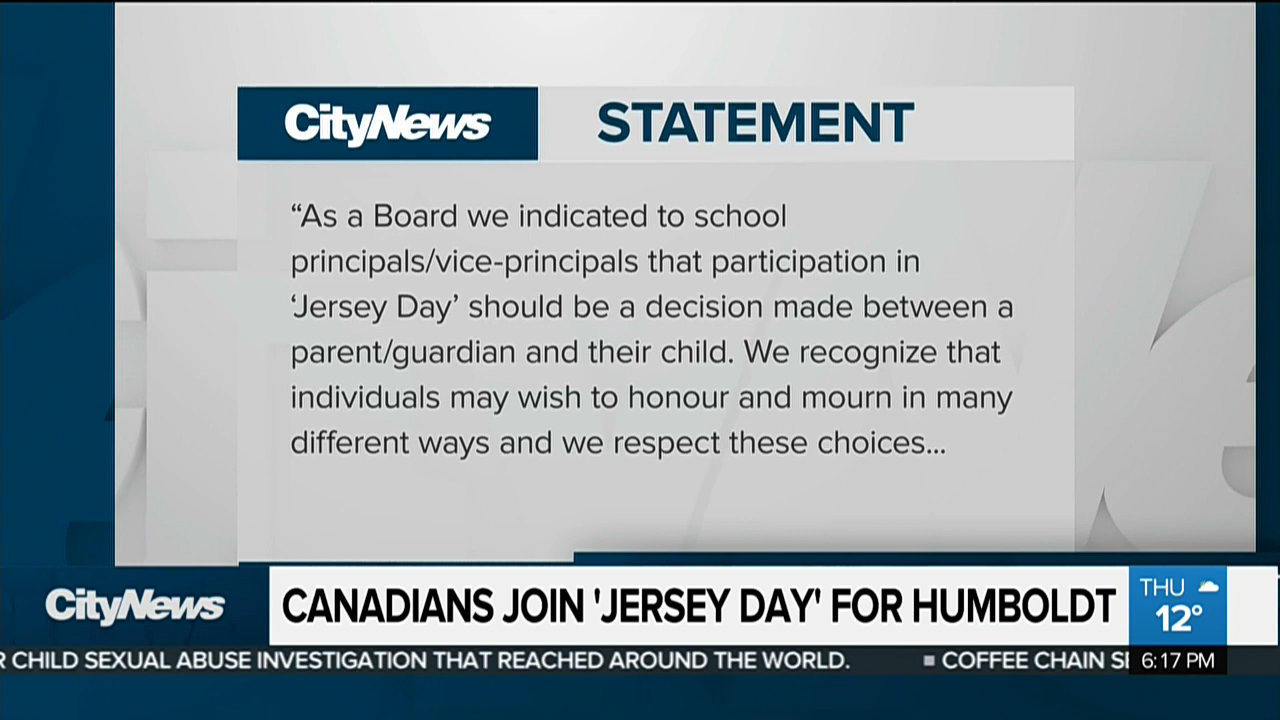 CityNews STATEMENT
“As a Board we indicated to school
principals/vice-principals that participation in
‘Jersey Day’ should be a decision made between a
parent/guardian and their child. We recognize that
individuals may wish to honour and mourn in many
different ways and we respect these choices...
CityNews CANADIANS JOIN 'JERSEY DAY' FOR HUMBOLDT THU
12°
R CHILD SEXUAL ABUSE INVESTIGATION THAT REACHED AROUND THE WORLD. ■ COFFEE CHAIN 6:17 PM